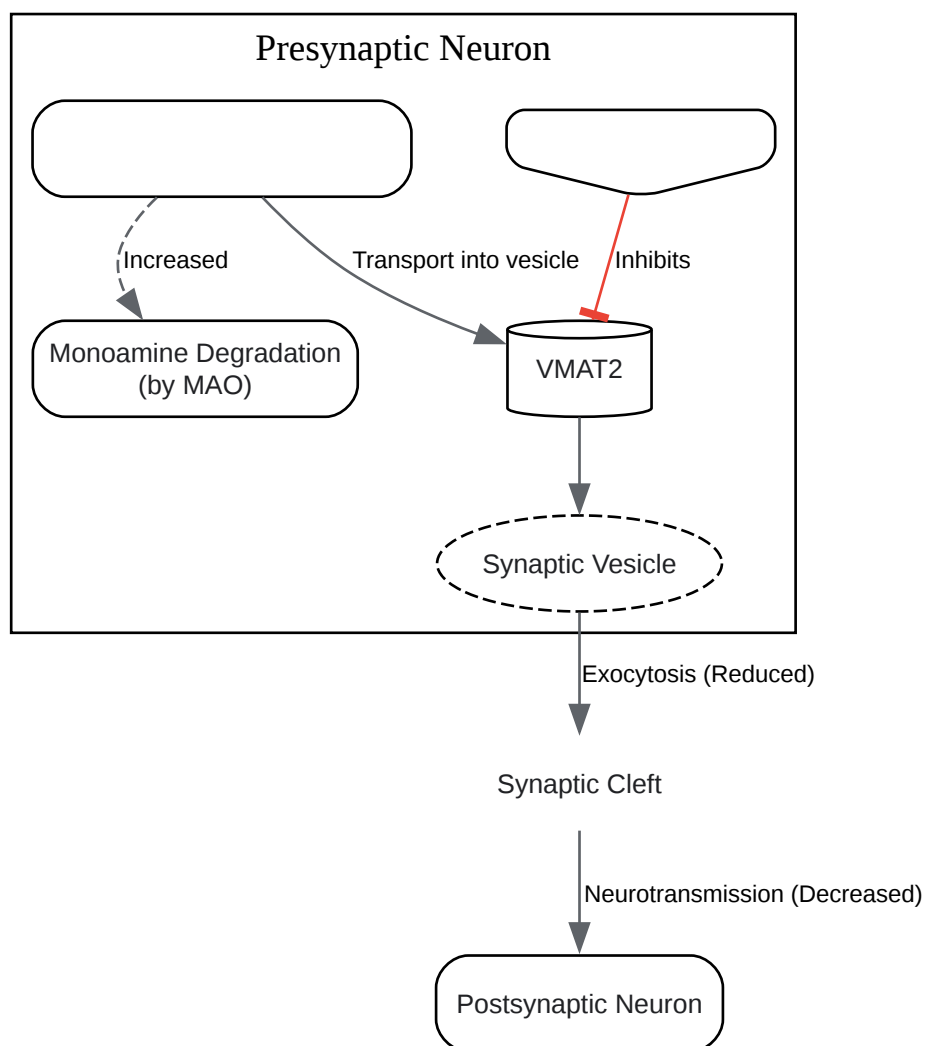 Presynaptic Neuron
Increased
Transport into vesicle
Inhibits
Monoamine Degradation
(by MAO)
VMAT2
Synaptic Vesicle
Exocytosis (Reduced)
Synaptic Cleft
Neurotransmission (Decreased)
Postsynaptic Neuron